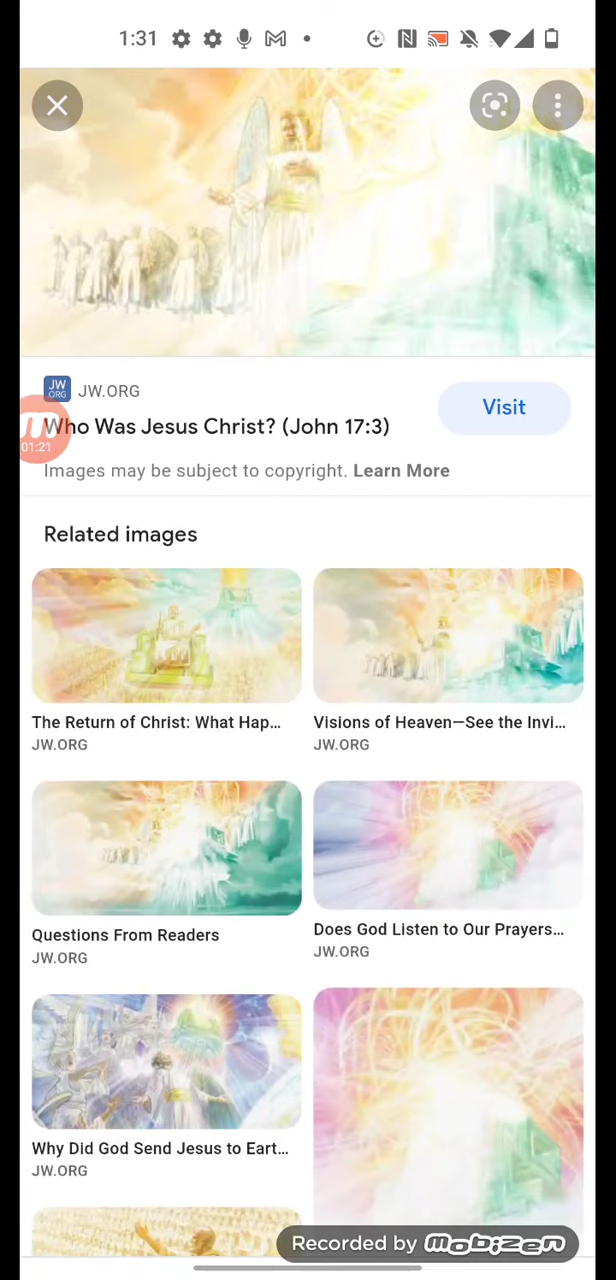 1:31
JW
ORG
JW.ORG
Who Was Jesus Christ? (John 17:3)
Visit
01:21
Images may be subject to copyright. Learn More
Related images
The Return of Christ: What Hap...
JW.ORG
Visions of Heaven—See the Invi...
JW.ORG
Questions From Readers
JW.ORG
Does God Listen to Our Prayers...
JW.ORG
Why Did God Send Jesus to Eart...
JW.ORG
Recorded by mobizen